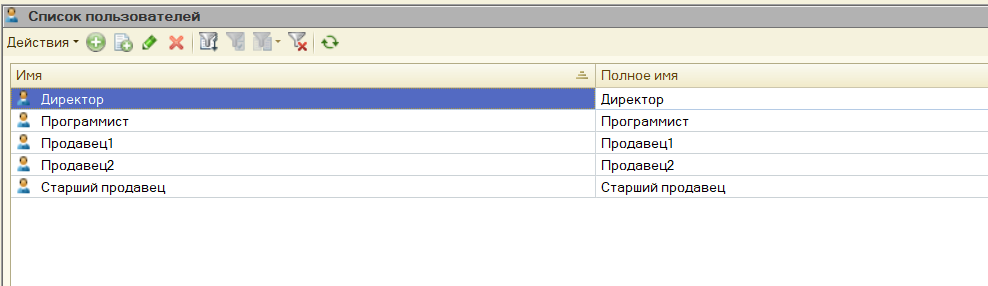 Список пользователей
Действия
Имя Полное имя
Директор Директор
Программист Программист
Продавец1 Продавец1
Продавец2 Продавец2
Старший продавец Старший продавец